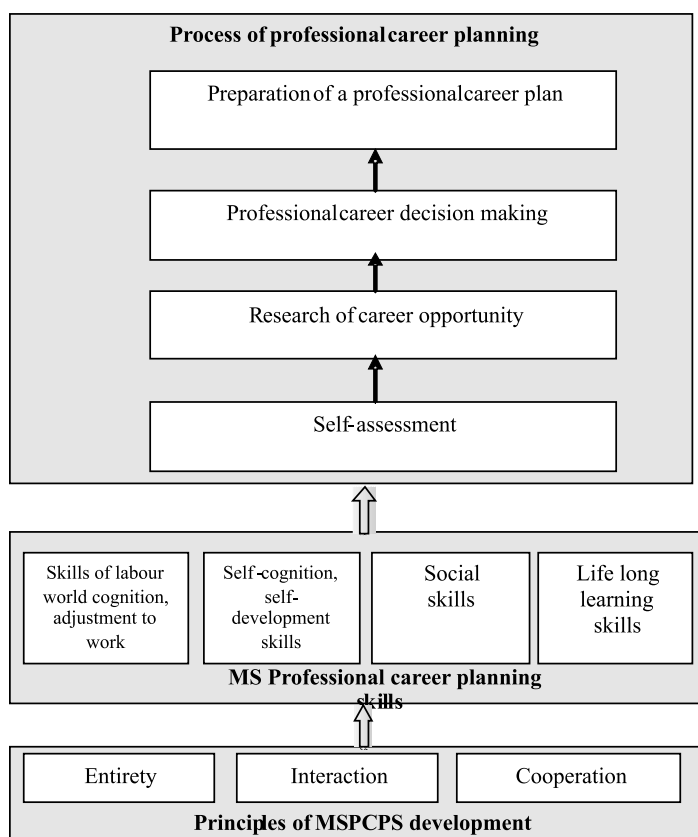 Process of professional career planning
Preparation of a professional career plan
Professional career decision making
Research of career opportunity
Self-assessment
Skills of labour
world cognition,
adjustment to
work
Self-cognition,
self-
development
skills
Social
skills
Life long
learning
skills
MS Professional career planning
skills
Entirety
Interaction
Cooperation
Principles of MSPCPS development